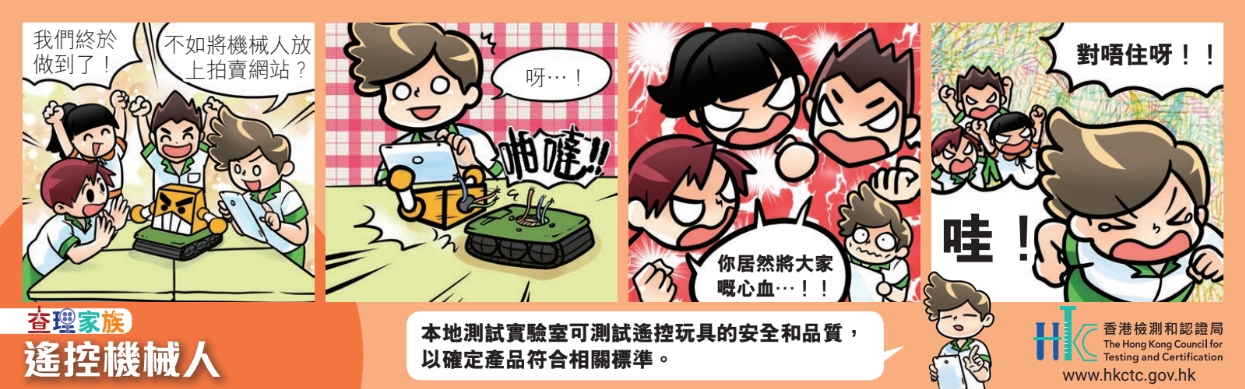 我們終於
做到了！
不如將機械人放
上拍賣網站？
呀…！
啪嗱!!
你居然將大家
嘅心血…！！
對唔住呀！！
哇！
查理家族
遙控機械人
本地測試實驗室可測試遙控玩具的安全和品質，
以確定產品符合相關標準。
HKTC
香港檢測和認證局
The Hong Kong Council for
Testing and Certification
www.hkctc.gov.hk